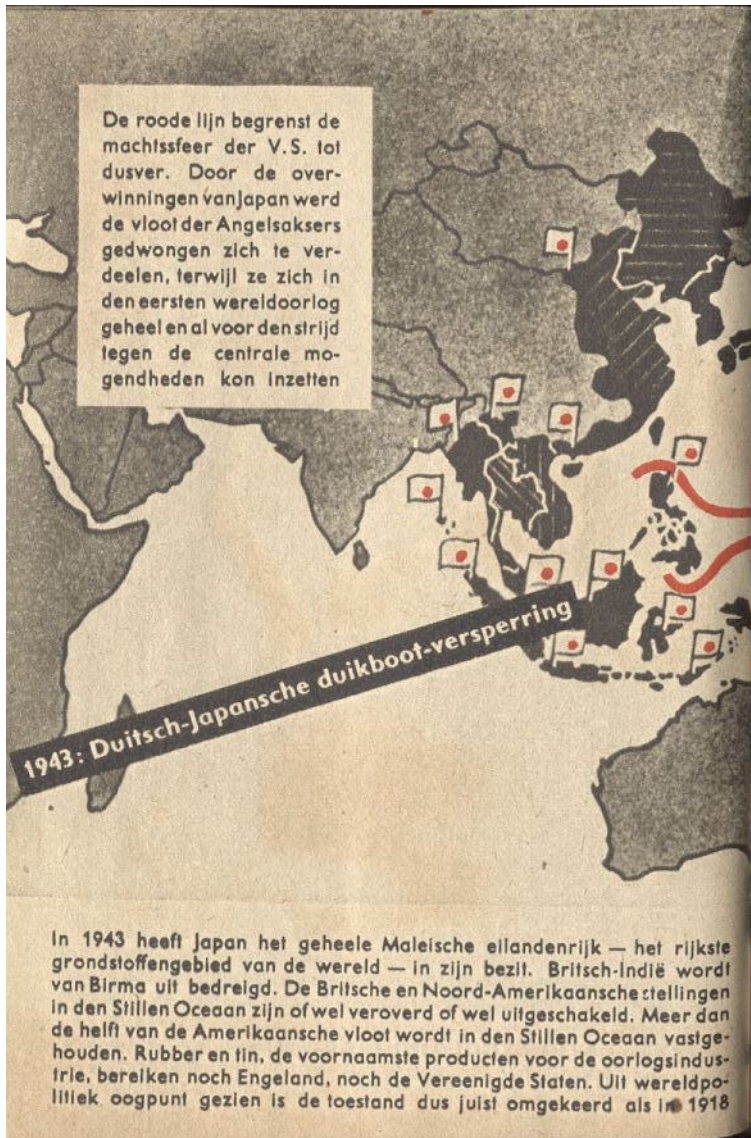 De roode lijn begrenst de
machtssfeer der V.S. tot
dusver. Door de over-
winningen van Japan werd
de vloot der Angelsaksers
gedwongen zich te ver-
deelen, terwijl ze zich in
den eersten wereldoorlog
geheel en al voor den strijd
tegen de centrale mo-
gendheden kon inzetten
1943: Duitsch-Japansche duikboot-versperring
In 1943 heeft Japan het geheele Maleische eilandenrijk — het rijkste
grondstoffengebied van de wereld — in zijn bezit. Britsch-Indië wordt
van Birma uit bedreigd. De Britsche en Noord-Amerikaansche stellingen
in den Stillen Oceaan zijn of wel veroverd of wel uitgeschakeld. Meer dan
de helft van de Amerikaansche vloot wordt in den Stillen Oceaan vastge-
houden. Rubber en tin, de voornaamste producten voor de oorlogsindus-
trie, bereiken noch Engeland, noch de Vereenigde Staten. Uit wereldpo-
litiek oogpunt gezien is de toestand dus juist omgekeerd als in 1918